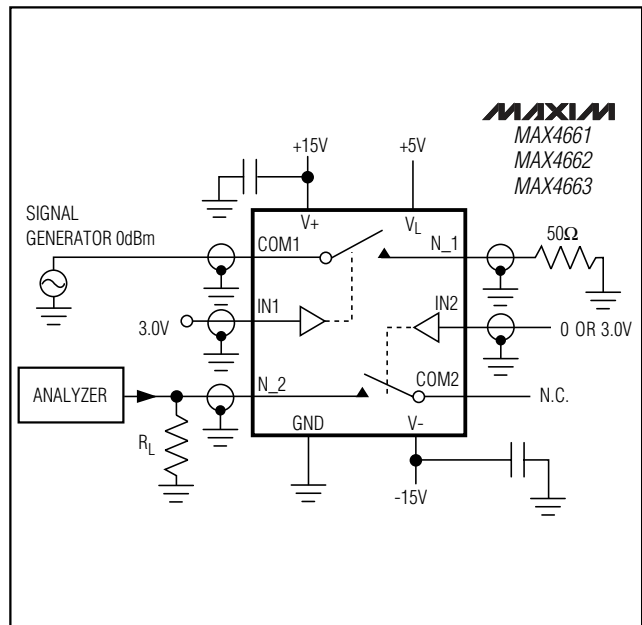 MAXIM
MAX4661
MAX4662
MAX4663
+15V
+5V
SIGNAL
GENERATOR 0dBm
V+
VL
COM1
N_1
50Ω
IN1
IN2
3.0V
0 OR 3.0V
ANALYZER
N_2
COM2
N.C.
RL
GND
V-
-15V